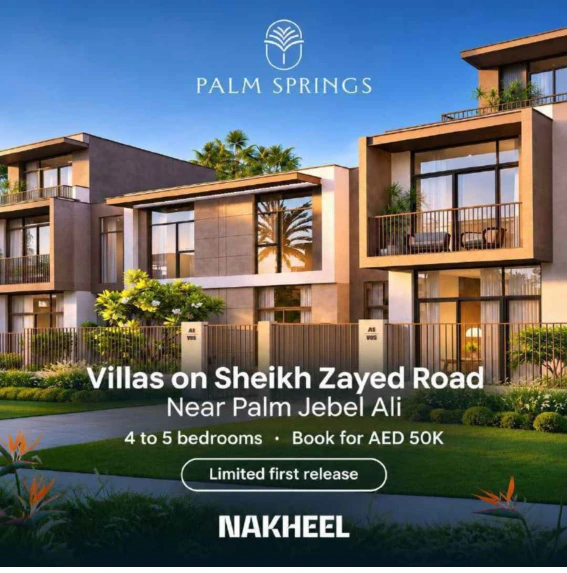 PALM SPRINGS
Villas on Sheikh Zayed Road
Near Palm Jebel Ali
4 to 5 bedrooms · Book for AED 50K
Limited first release
NAKHEEL